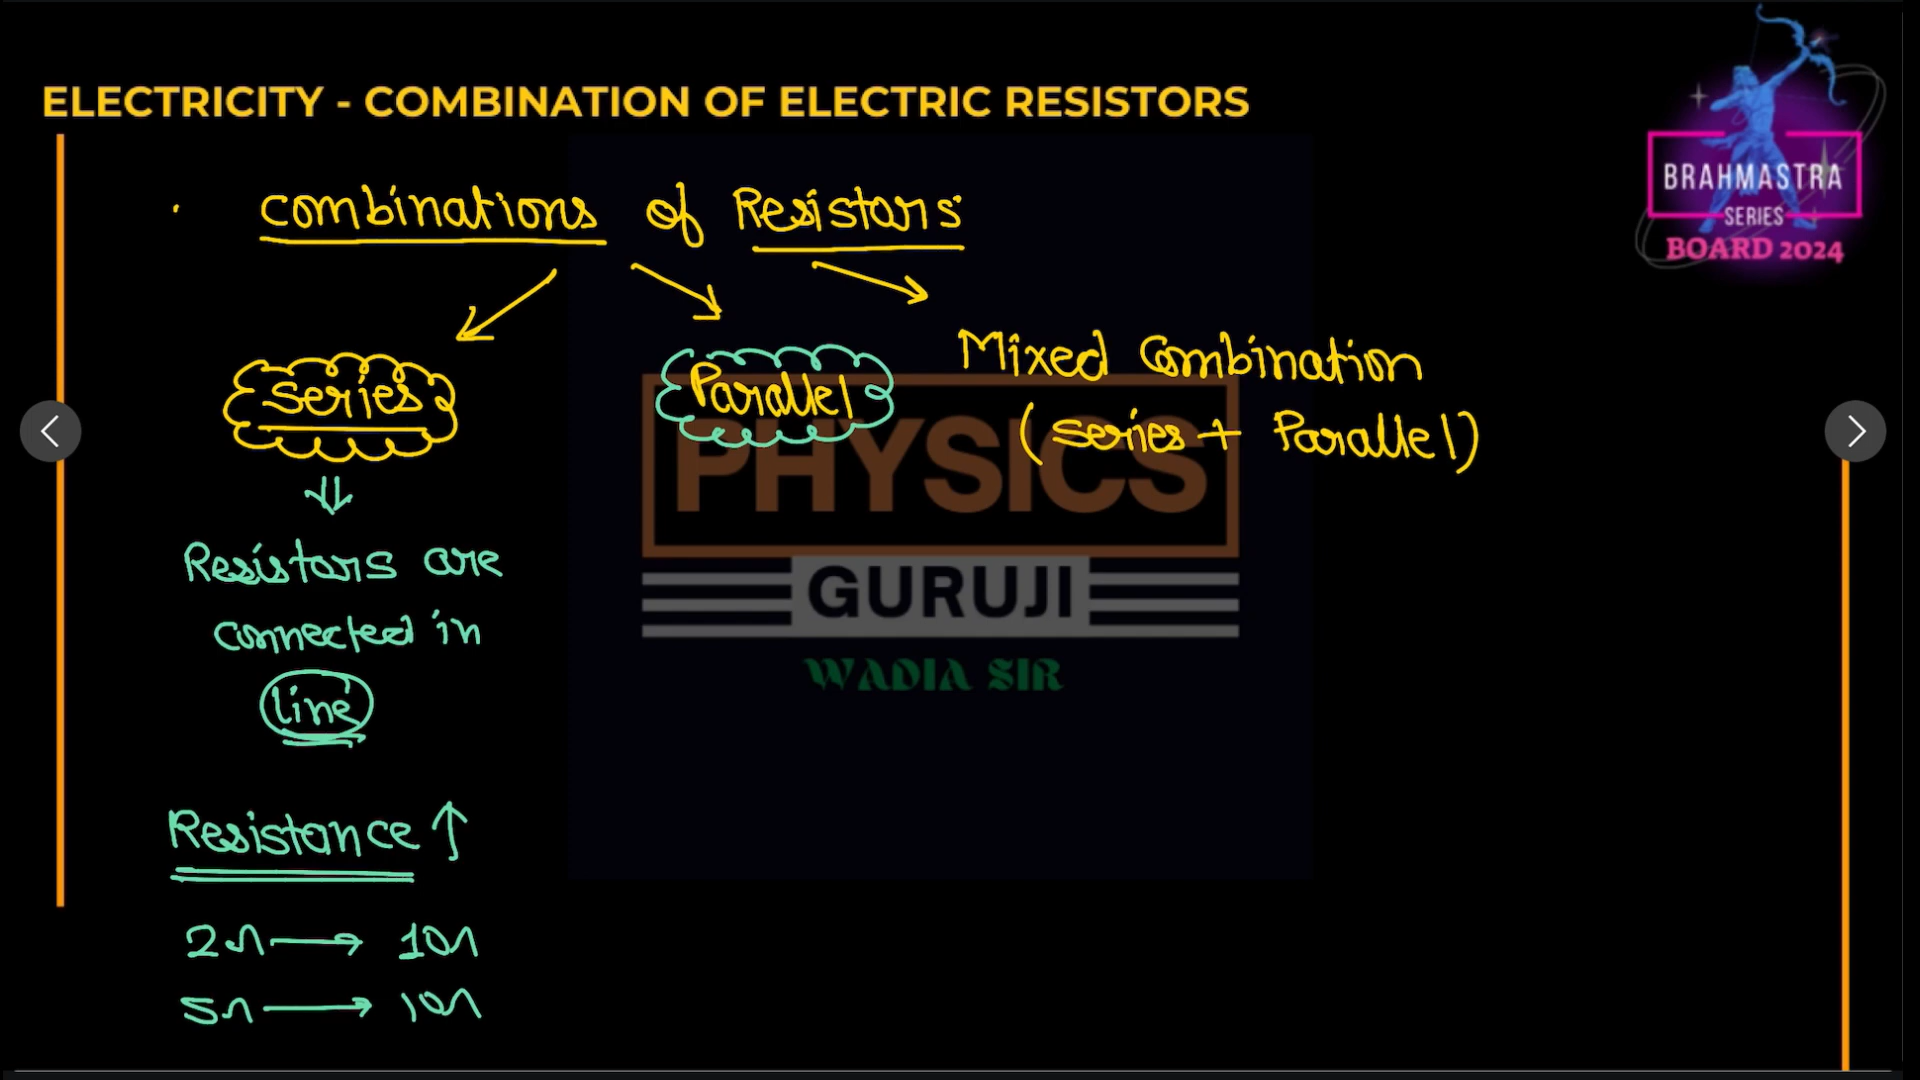 ELECTRICITY - COMBINATION OF ELECTRIC RESISTORS
BRAHMASTRA
SERIES
BOARD 2024
combinations of Resistors
series
Parallel
Mixed Combination
(series + Parallel)
PHYSICS
GURUJI
WADIA SIR
Resistors are
connected in
line
Resistance ↑
2Ω → 10Ω
5Ω → 10Ω